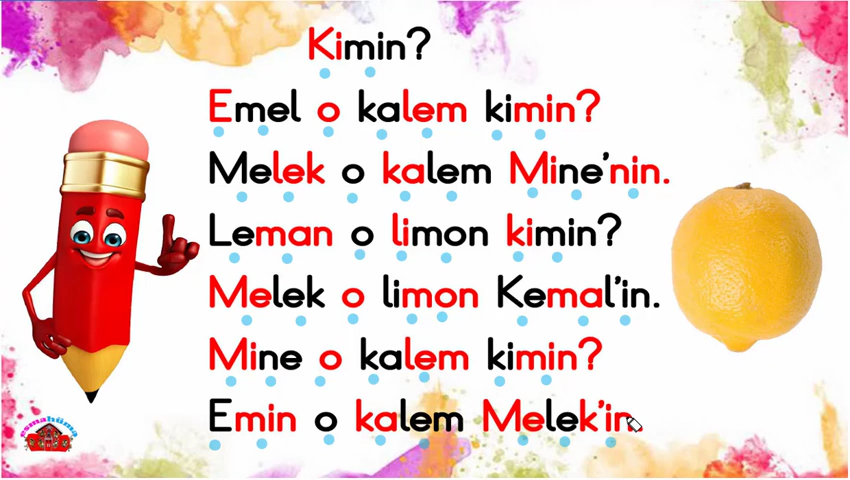 Kimin?
Emel o kalem kimin?
Melek o kalem Mine'nin.
Leman o limon kimin?
Melek o limon Kemal'in.
Mine o kalem kimin?
Emin o kalem Melek'in.
esmahüma